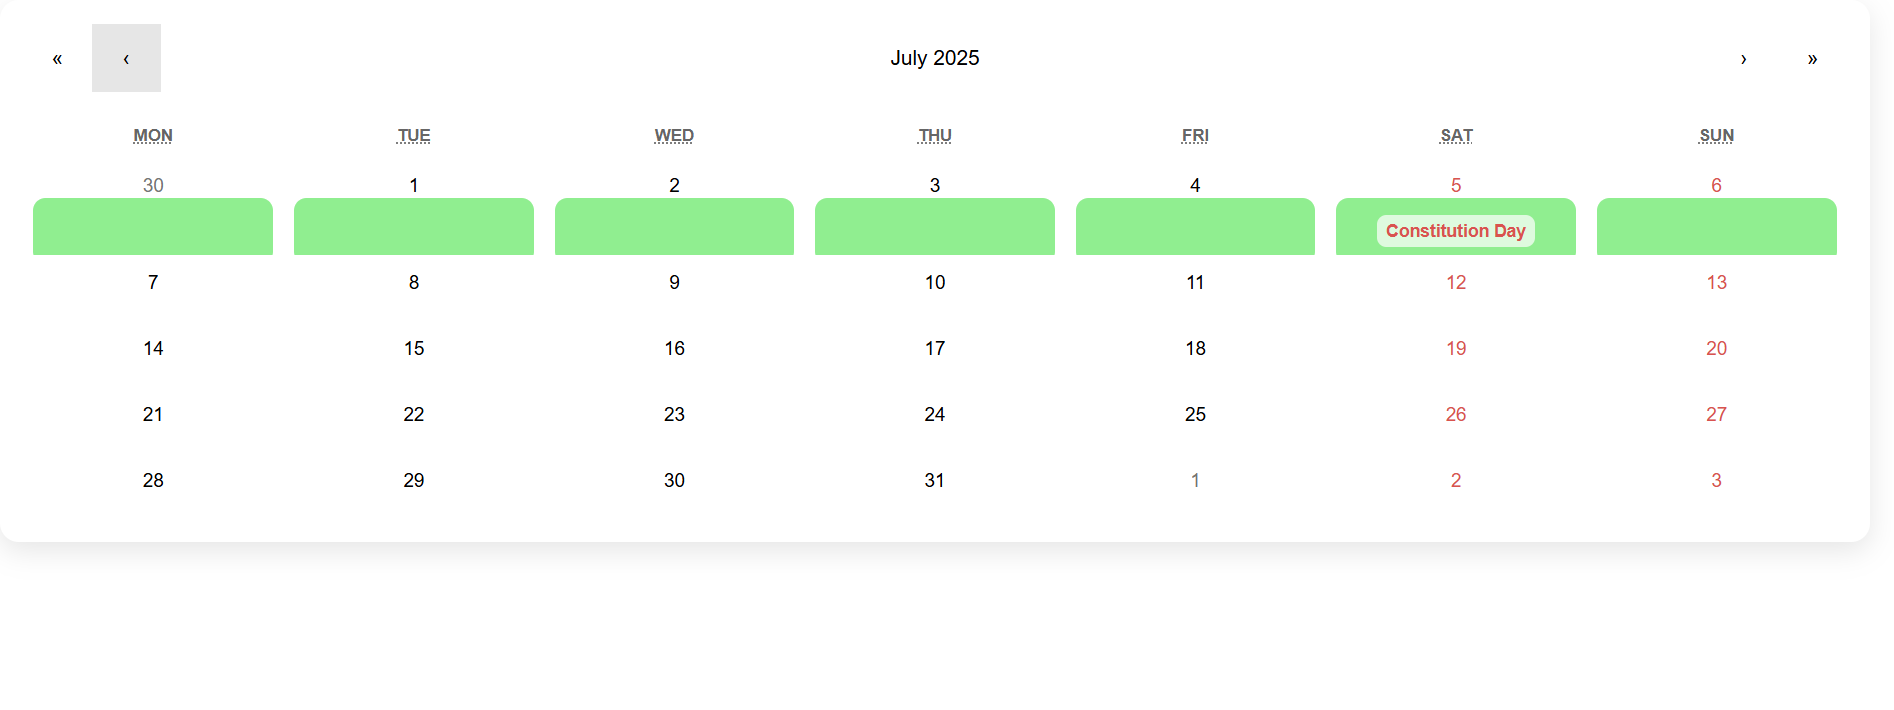 « ‹ July 2025 › »
MON TUE WED THU FRI SAT SUN
30 1 2 3 4 5 6
Constitution Day
7 8 9 10 11 12 13
14 15 16 17 18 19 20
21 22 23 24 25 26 27
28 29 30 31 1 2 3